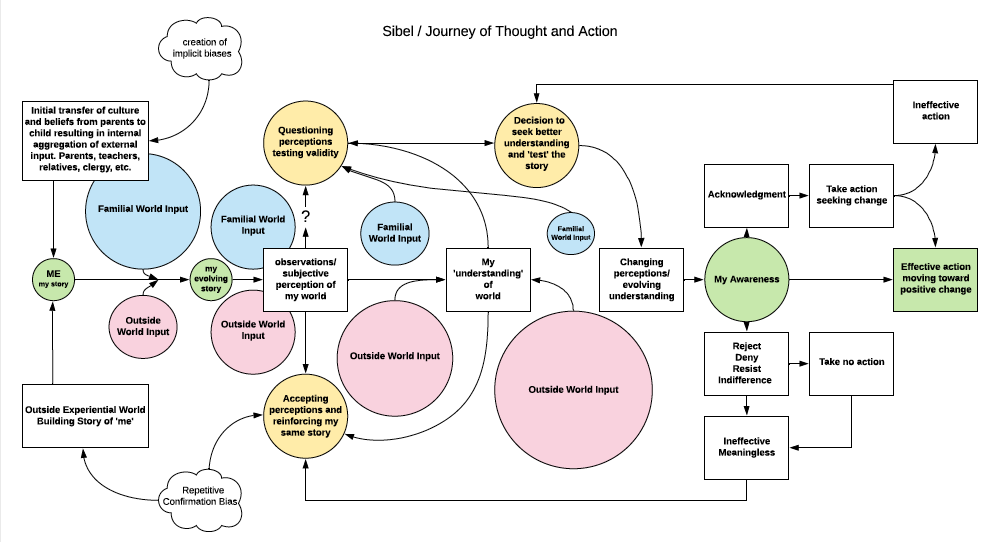 Sibel / Journey of Thought and Action
creation of
implicit biases
Initial transfer of culture
and beliefs from parents to
child resulting in internal
aggregation of external
input. Parents, teachers,
relatives, clergy, etc.
Questioning
perceptions
testing validity
Decision to
seek better
understanding
and 'test' the
story
Ineffective
action
Acknowledgment
Take action
seeking change
Familial World Input
Familial World
Input
?
Familial
World Input
Familial
World Input
ME
my story
my
evolving
story
observations/
subjective
perception of
my world
My
'understanding'
of
world
Changing
perceptions/
evolving
understanding
My Awareness
Effective action
moving toward
positive change
Outside
World Input
Outside World
Input
Outside World Input
Outside World Input
Reject
Deny
Resist
Indifference
Take no action
Outside Experiential World
Building Story of 'me'
Accepting
perceptions and
reinforcing my
same story
Ineffective
Meaningless
Repetitive
Confirmation Bias